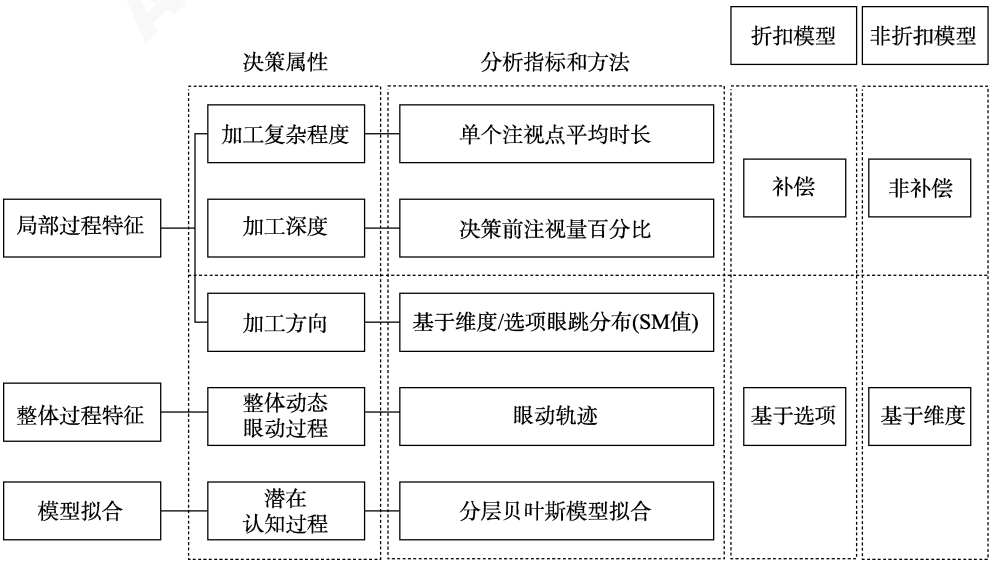 折扣模型
非折扣模型
决策属性
分析指标和方法
加工复杂程度
单个注视点平均时长
补偿
非补偿
局部过程特征
加工深度
决策前注视量百分比
加工方向
基于维度/选项眼跳分布(SM值)
整体过程特征
整体动态
眼动过程
眼动轨迹
基于选项
基于维度
模型拟合
潜在
认知过程
分层贝叶斯模型拟合